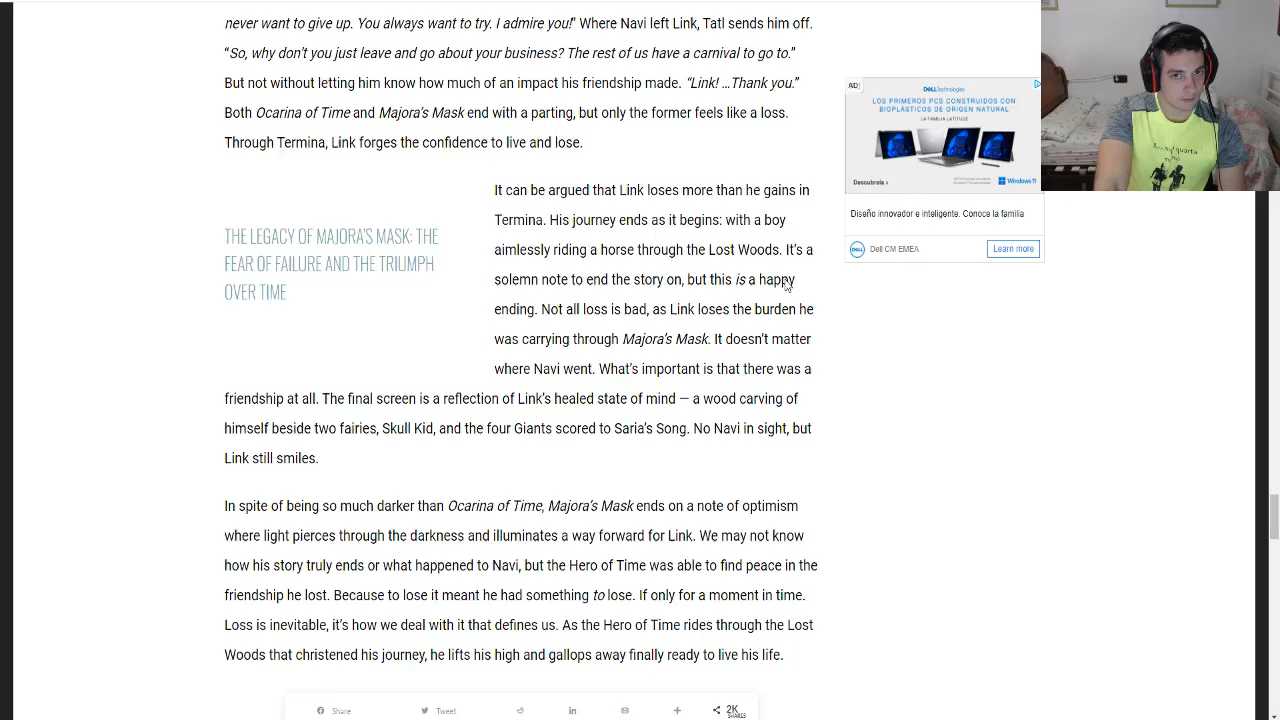 never want to give up. You always want to try. I admire you!" Where Navi left Link, Tatl sends him off.
"So, why don't you just leave and go about your business? The rest of us have a carnival to go to."
But not without letting him know how much of an impact his friendship made. "Link! …Thank you."
Both Ocarina of Time and Majora's Mask end with parting, but only the former feels like a loss.
Through Termina, Link forges the confidence to live and lose.
It can be argued that Link loses more than he gains in
Termina. His journey ends as it begins: with a boy
aimlessly riding a horse through the Lost Woods. It's a
solemn note to end the story on, but this is a happy
ending. Not all loss is bad, as Link loses the burden he
was carrying through Majora's Mask. It doesn't matter
where Navi went. What's important is that there was a
friendship at all. The final screen is a reflection of Link's healed state of mind — a wood carving of
himself beside two fairies, Skull Kid, and the four Giants scored to Saria's Song. No Navi in sight, but
Link still smiles.
THE LEGACY OF MAJORA'S MASK: THE
FEAR OF FAILURE AND THE TRIUMPH
OVER TIME
In spite of being so much darker than Ocarina of Time, Majora's Mask ends on a note of optimism
where light pierces through the darkness and illuminates a way forward for Link. We may not know
how his story truly ends or what happened to Navi, but the Hero of Time was able to find peace in the
friendship he lost. Because to lose it meant he had something to lose. If only for a moment in time.
Loss is inevitable, it's how we deal with it that defines us. As the Hero of Time rides through the Lost
Woods that christened his journey, he lifts his high and gallops away finally ready to live his life.
Share
Tweet
2K
SHARES
AD
DELL Technologies
LOS PRIMEROS PCS CONSTRUIDOS CON
BIOPLÁSTICOS DE ORIGEN NATURAL
LA FAMILIA LATITUDE
Descubrela >
Windows 11
Diseño innovador e inteligente. Conoce la familia
Dell CM EMEA
Learn more